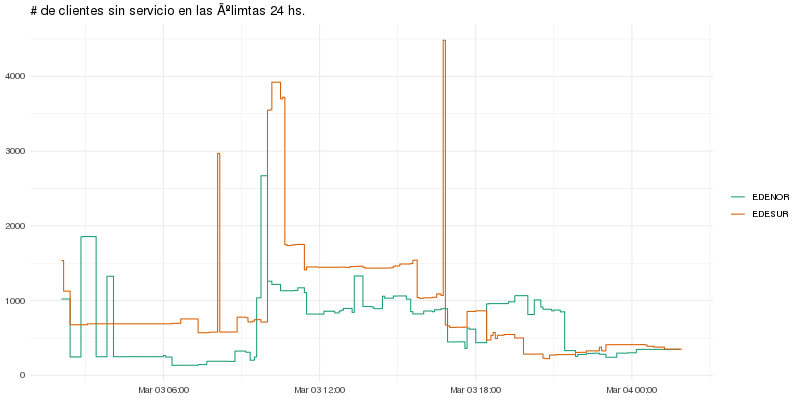 # de clientes sin servicio en las Ãºlimtas 24 hs.
4000
3000
2000
1000
0
Mar 03 06:00
Mar 03 12:00
Mar 03 18:00
Mar 04 00:00
EDENOR
EDESUR